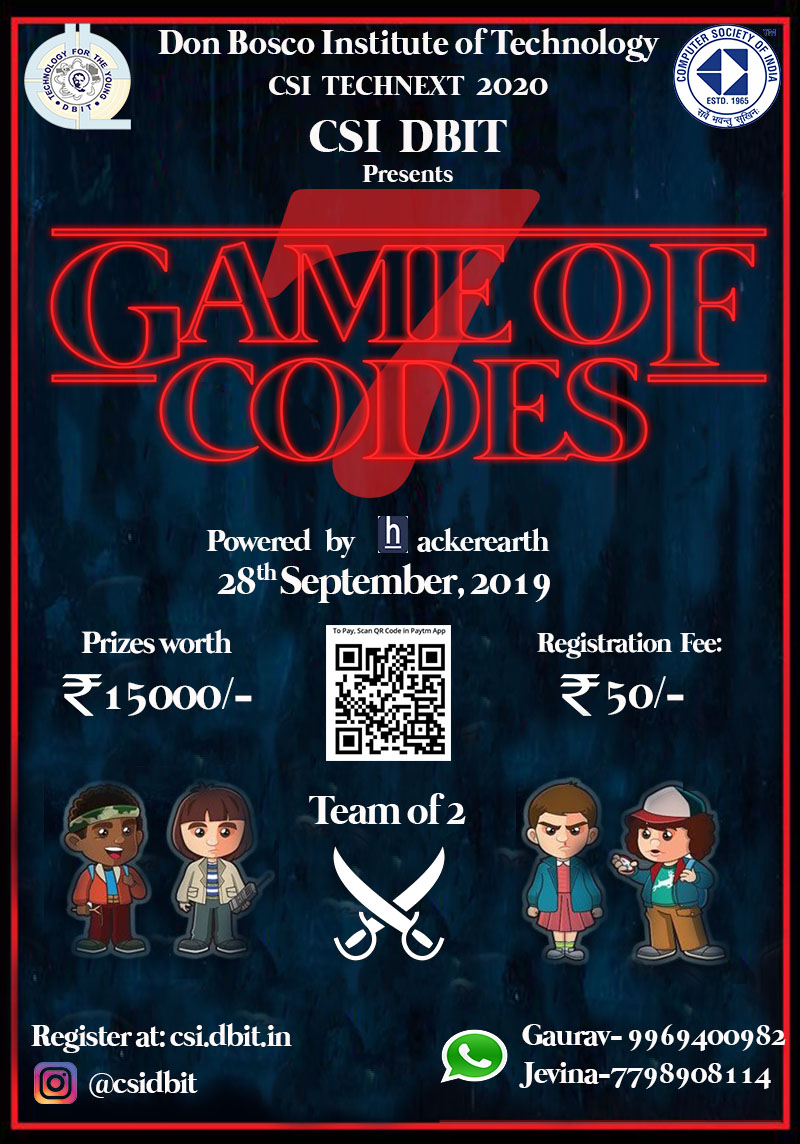 Don Bosco Institute of Technology
CSI TECHNEXT 2020
CSI DBIT
Presents
TECHNOLOGY FOR THE YOUNG
• DBIT •
COMPUTER SOCIETY OF INDIA
TM
ESTD. 1965
सर्वे भवन्तु सुखिनः
7
GAME OF
CODES
Powered by hackerearth
28th September, 2019
Prizes worth
₹15000/-
To Pay, Scan QR Code in Paytm App
Registration Fee:
₹50/-
Team of 2
Register at: csi.dbit.in
@csidbit
Gaurav- 9969400982
Jevina-7798908114